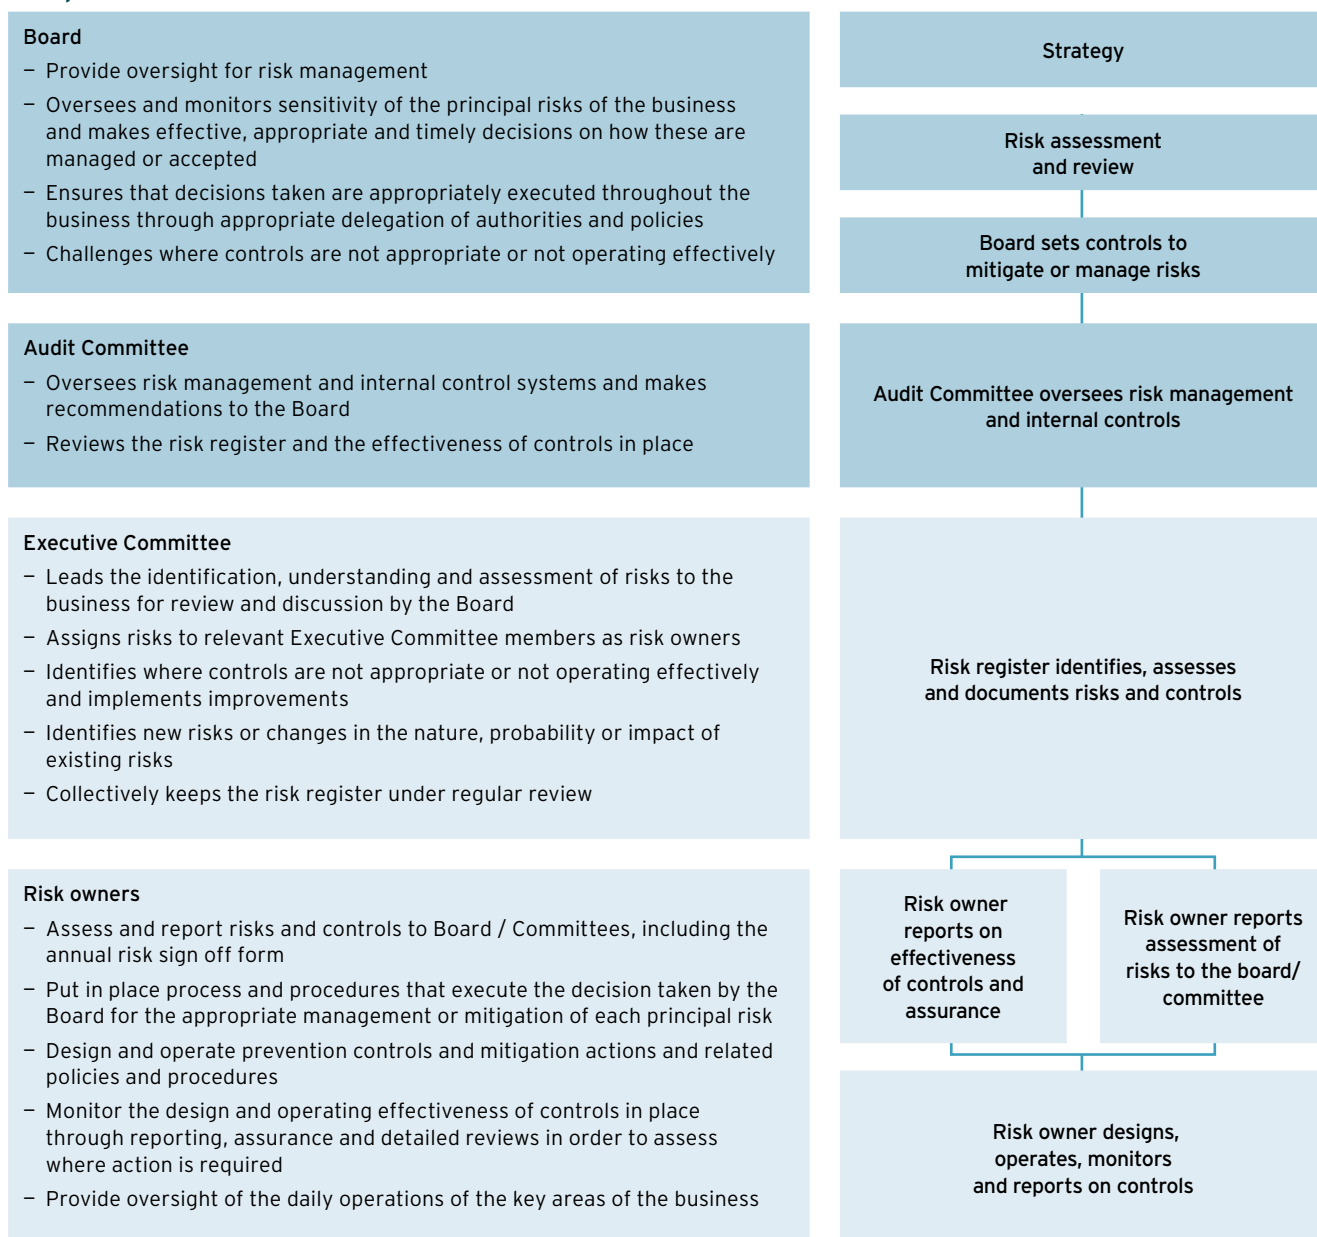 Board
– Provide oversight for risk management
– Oversees and monitors sensitivity of the principal risks of the business
and makes effective, appropriate and timely decisions on how these are
managed or accepted
– Ensures that decisions taken are appropriately executed throughout the
business through appropriate delegation of authorities and policies
– Challenges where controls are not appropriate or not operating effectively
Audit Committee
– Oversees risk management and internal control systems and makes
recommendations to the Board
– Reviews the risk register and the effectiveness of controls in place
Executive Committee
– Leads the identification, understanding and assessment of risks to the
business for review and discussion by the Board
– Assigns risks to relevant Executive Committee members as risk owners
– Identifies where controls are not appropriate or not operating effectively
and implements improvements
– Identifies new risks or changes in the nature, probability or impact of
existing risks
– Collectively keeps the risk register under regular review
Risk owners
– Assess and report risks and controls to Board / Committees, including the
annual risk sign off form
– Put in place process and procedures that execute the decision taken by the
Board for the appropriate management or mitigation of each principal risk
– Design and operate prevention controls and mitigation actions and related
policies and procedures
– Monitor the design and operating effectiveness of controls in place
through reporting, assurance and detailed reviews in order to assess
where action is required
– Provide oversight of the daily operations of the key areas of the business
Strategy
Risk assessment
and review
Board sets controls to
mitigate or manage risks
Audit Committee oversees risk management
and internal controls
Risk register identifies, assesses
and documents risks and controls
Risk owner
reports on
effectiveness
of controls and
assurance
Risk owner reports
assessment of
risks to the board/
committee
Risk owner designs,
operates, monitors
and reports on controls